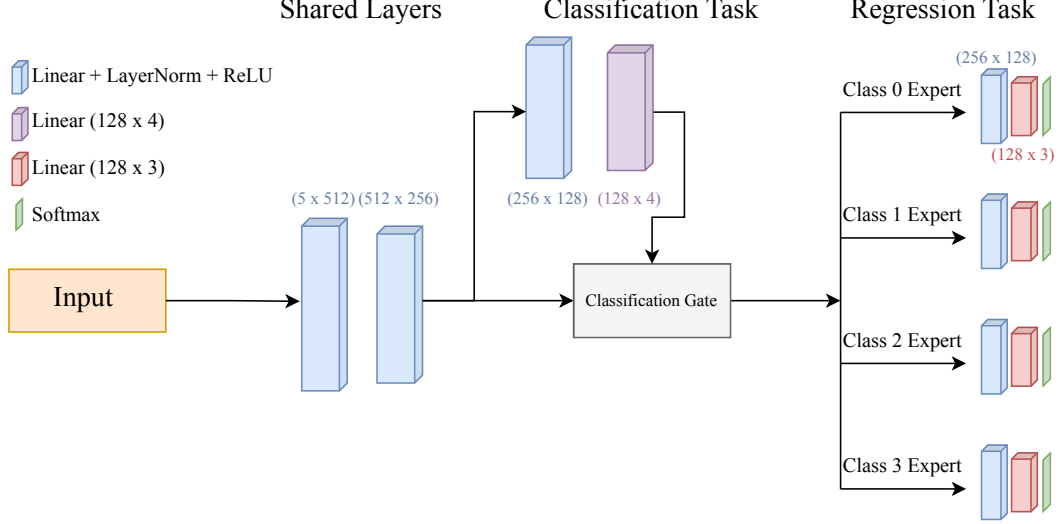 Shared Layers
Classification Task
Regression Task
Linear + LayerNorm + ReLU
Linear (128 x 4)
Linear (128 x 3)
Softmax
Input
(5 x 512)
(512 x 256)
(256 x 128)
(128 x 4)
Classification Gate
(256 x 128)
Class 0 Expert
(128 x 3)
Class 1 Expert
Class 2 Expert
Class 3 Expert